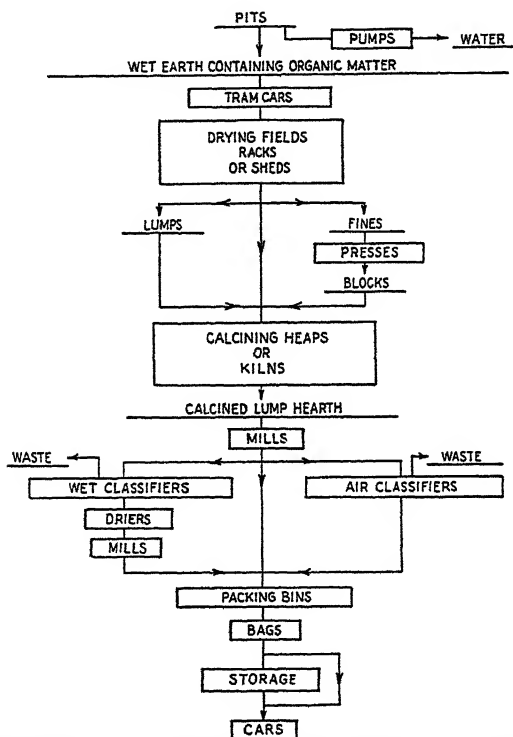 PITS
PUMPS
WATER
WET EARTH CONTAINING ORGANIC MATTER
TRAM CARS
DRYING FIELDS
RACKS
OR SHEDS
LUMPS
FINES
PRESSES
BLOCKS
CALCINING HEAPS
OR
KILNS
CALCINED LUMP HEARTH
MILLS
WASTE
WASTE
WET CLASSIFIERS
AIR CLASSIFIERS
DRIERS
MILLS
PACKING BINS
BAGS
STORAGE
CARS